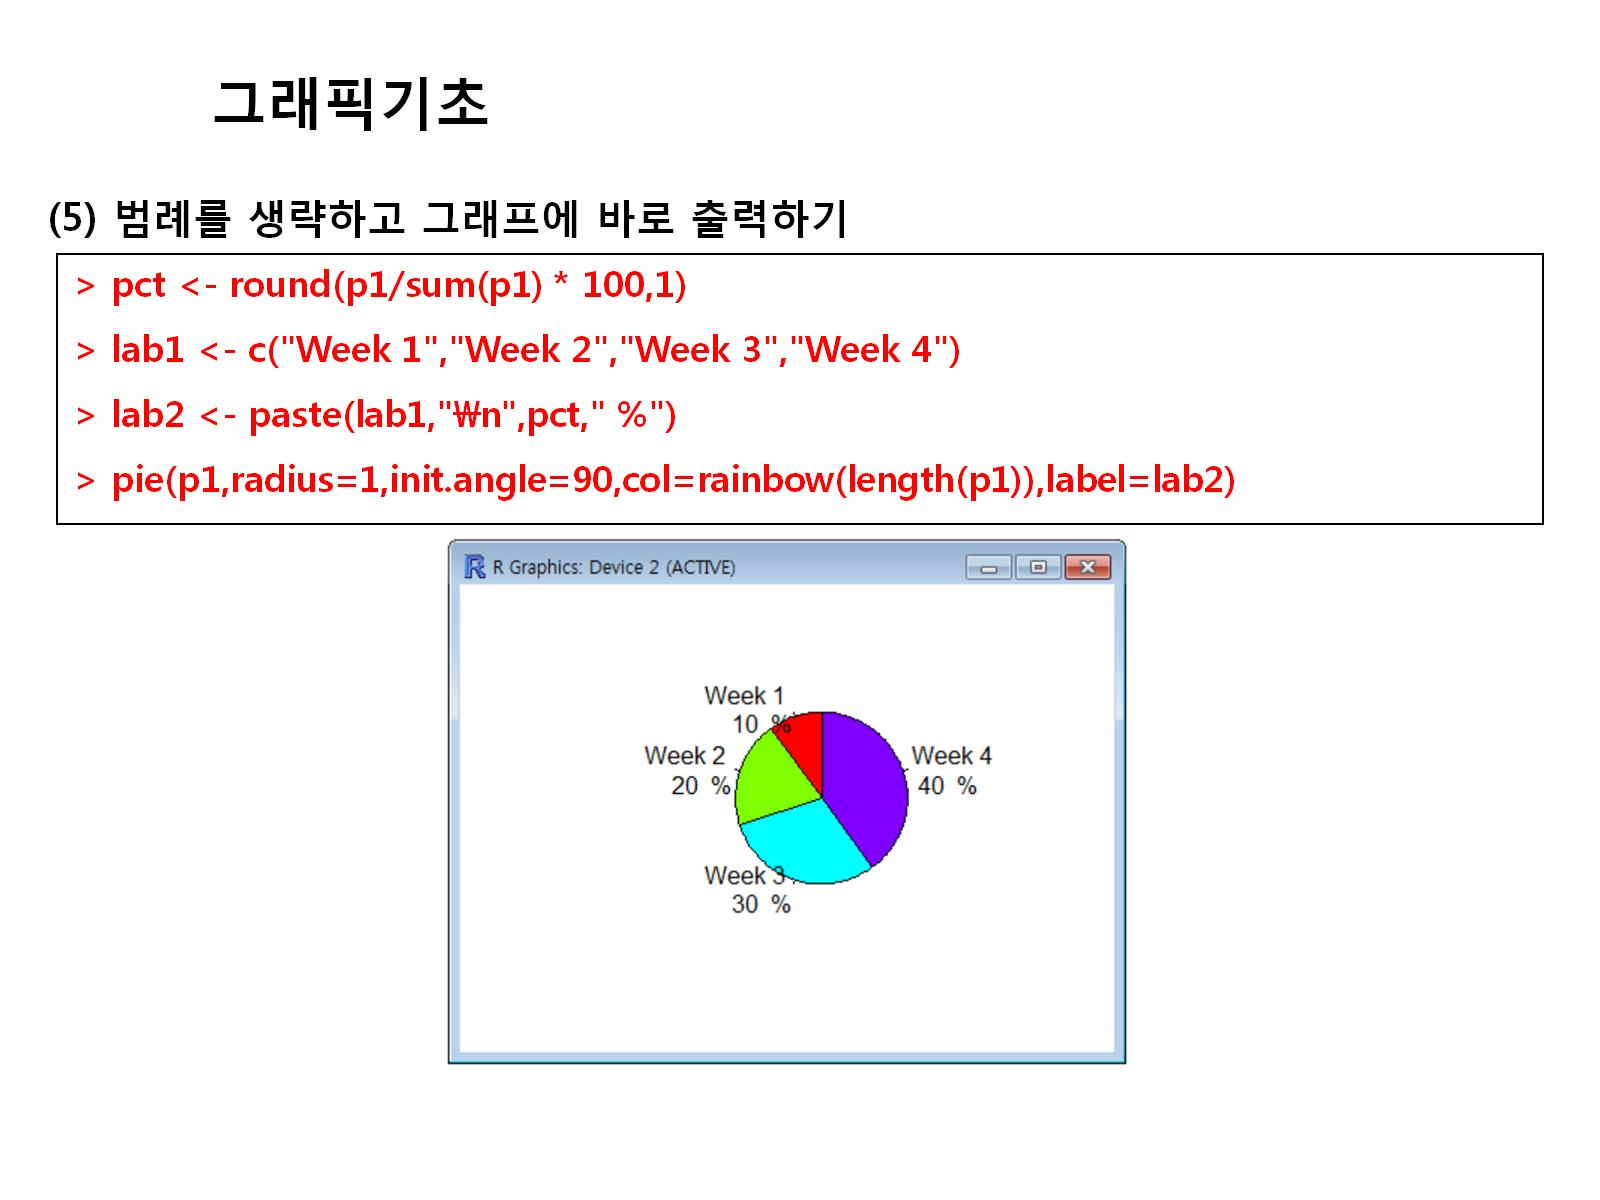 그래픽기초
(5) 범례를 생략하고 그래프에 바로 출력하기
> pct <- round(p1/sum(p1) * 100,1)
> lab1 <- c("Week 1","Week 2","Week 3","Week 4")
> lab2 <- paste(lab1,"₩n",pct," %")
> pie(p1,radius=1,init.angle=90,col=rainbow(length(p1)),label=lab2)
R Graphics: Device 2 (ACTIVE)
Week 1
10 %
Week 2
20 %
Week 4
40 %
Week 3
30 %